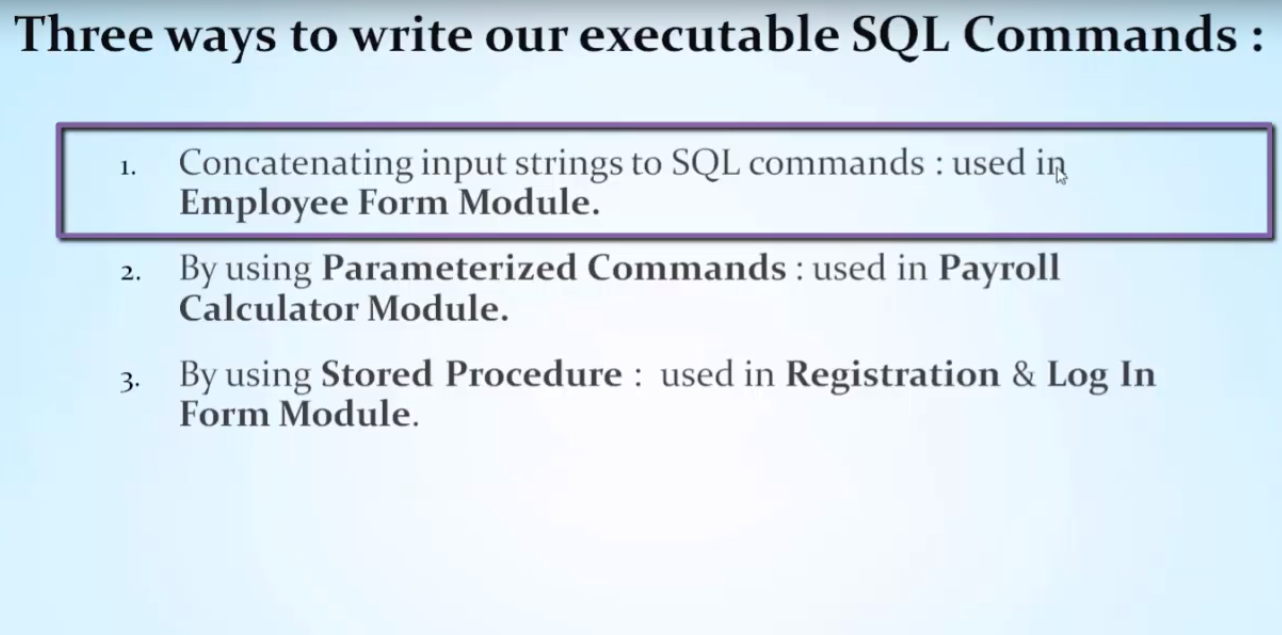 Three ways to write our executable SQL Commands :
1. Concatenating input strings to SQL commands : used in
Employee Form Module.
2. By using Parameterized Commands : used in Payroll
Calculator Module.
3. By using Stored Procedure : used in Registration & Log In
Form Module.